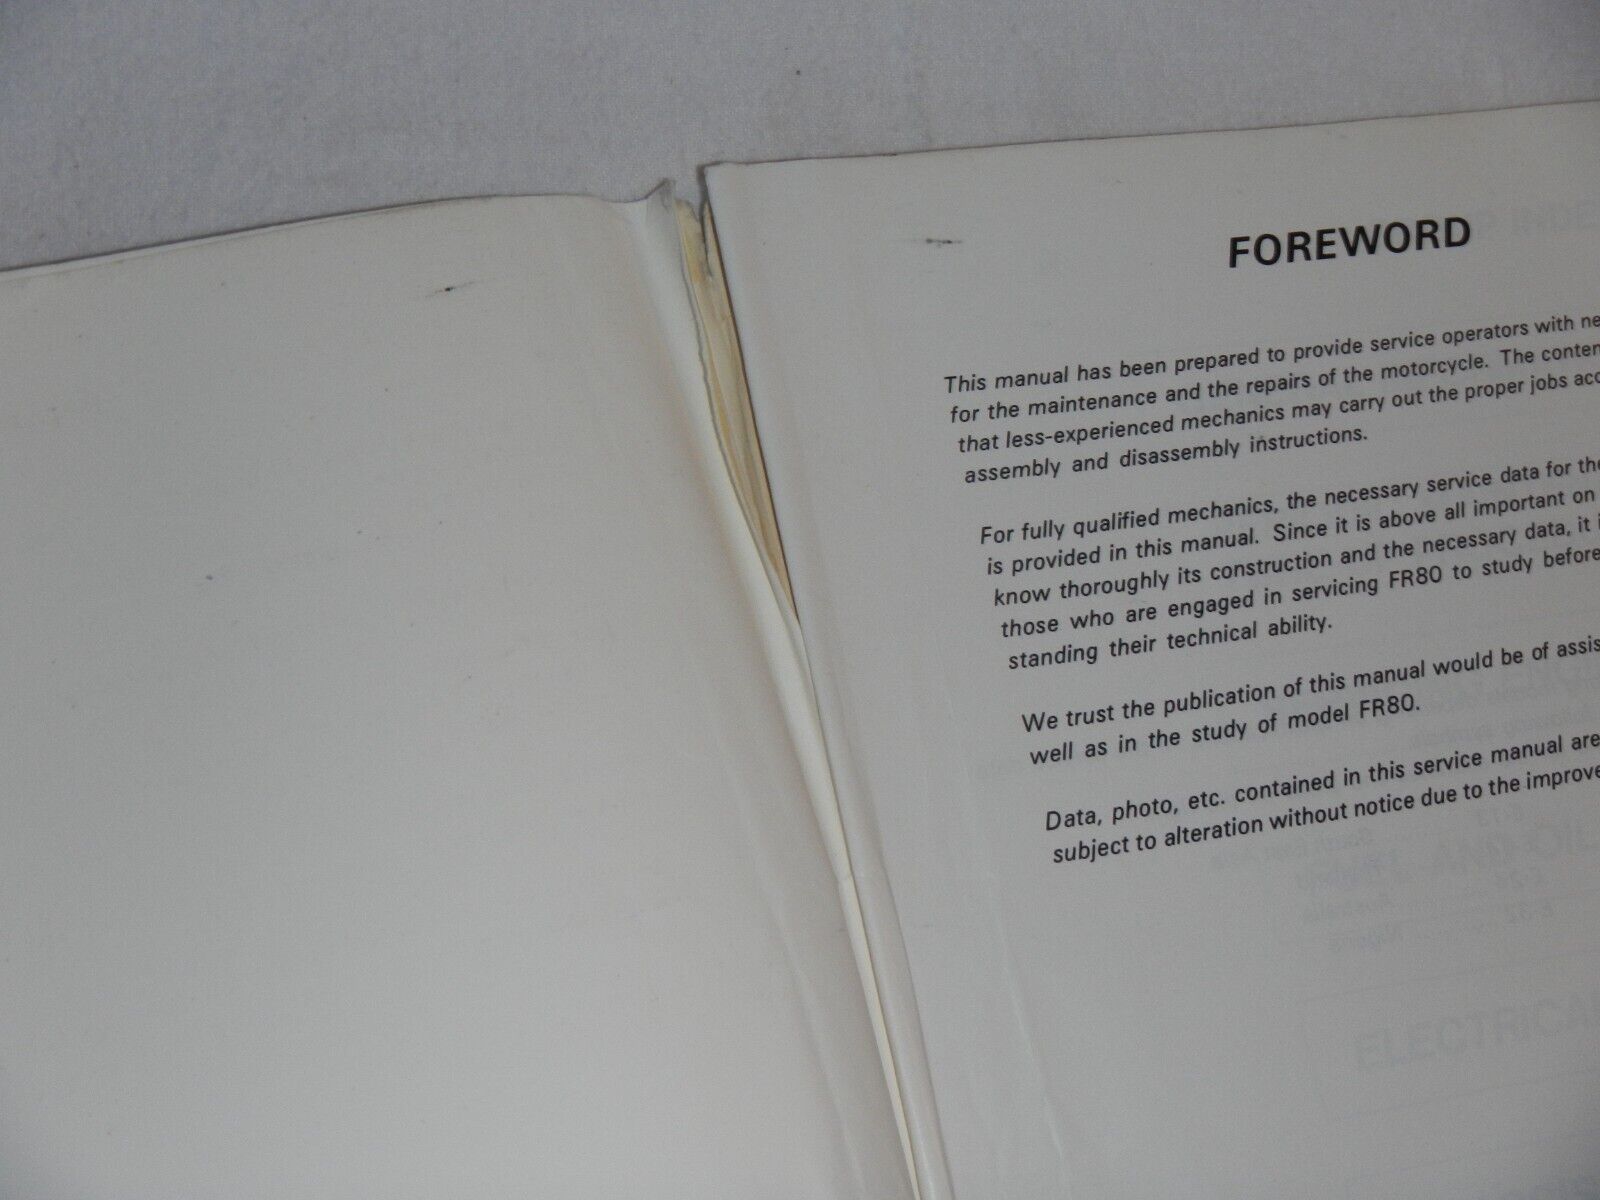 FOREWORD
This manual has been prepared to provide service operators with
for the maintenance and the repairs of the motorcycle. The
that less-experienced mechanics may carry out the proper jobs
assembly and disassembly instructions.
For fully qualified mechanics, the necessary service data for the
is provided in this manual. Since it is above all important on
know thoroughly its construction and the necessary data, it
those who are engaged in servicing FR80 to study before
standing their technical ability.
We trust the publication of this manual would be of
well as in the study of model FR80.
Data, photo, etc. contained in this service manual are
subject to alteration without notice due to the